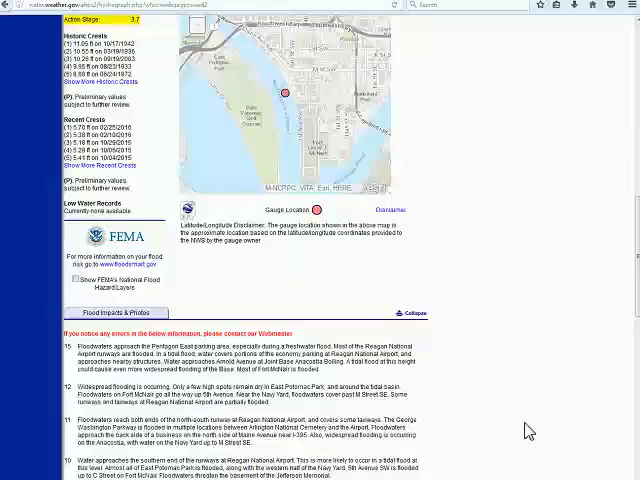 water.weather.gov
Search
Action Stage: 3.7
Historic Crests
(1) 11.05 ft on 10/17/1942
(2) 10.55 ft on 03/19/1936
(3) 10.26 ft on 09/19/2003
(4) 9.95 ft on 08/23/1933
(5) 8.68 ft on 06/24/1972
Show More Historic Crests
(P): Preliminary values
subject to further review.
Recent Crests
(1) 5.70 ft on 02/25/2016
(2) 5.38 ft on 02/10/2016
(3) 5.18 ft on 10/29/2015
(4) 5.28 ft on 10/05/2015
(5) 5.41 ft on 10/04/2015
Show More Recent Crests
(P): Preliminary values
subject to further review.
Low Water Records
Currently none available.
FEMA
For more information on your flood
risk go to www.floodsmart.gov
Show FEMA's National Flood
Hazard Layers
M-NCPPC, VITA, Esri, HERE,
esri
Gauge Location
Disclaimer
Latitude/Longitude Disclaimer: The gauge location shown in the above map is
the approximate location based on the latitude/longitude coordinates provided to
the NWS by the gauge owner
Flood Impacts & Photos
Collapse
If you notice any errors in the below information, please contact our Webmaster
15 Floodwaters approach the Pentagon East parking area, especially during a freshwater flood. Most of the Reagan National
Airport runways are flooded. In a tidal flood, water covers portions of the economy parking at Reagan National Airport, and
approaches nearby structures. Water approaches Arnold Avenue at Joint Base Anacostia Bolling. A tidal flood at this height
could cause even more widespread flooding of the Base. Most of Fort McNair is flooded.
12 Widespread flooding is occurring. Only a few high spots remain dry in East Potomac Park, and around the tidal basin.
Floodwaters on Fort McNair go all the way up 5th Avenue. Near the Navy Yard, floodwaters cover past M Street SE. Some
runways and taxiways at Reagan National Airport are partially flooded.
11 Floodwaters reach both ends of the north-south runway at Reagan National Airport, and covers some taxiways. The George
Washington Parkway is flooded in multiple locations between Arlington National Cemetery and the Airport. Floodwaters
approach the back side of a business on the north side of Maine Avenue near I-395. Also, widespread flooding is occurring
on the Anacostia, with water on the Navy Yard up to M Street SE.
10 Water approaches the southern end of the runways at Reagan National Airport. This is more likely to occur in a tidal flood at
this level. Almost all of East Potomac Park is flooded, along with the western half of the Navy Yard. 5th Avenue SW is flooded
up to C Street on Fort McNair. Floodwaters threaten the basement of the Jefferson Memorial.